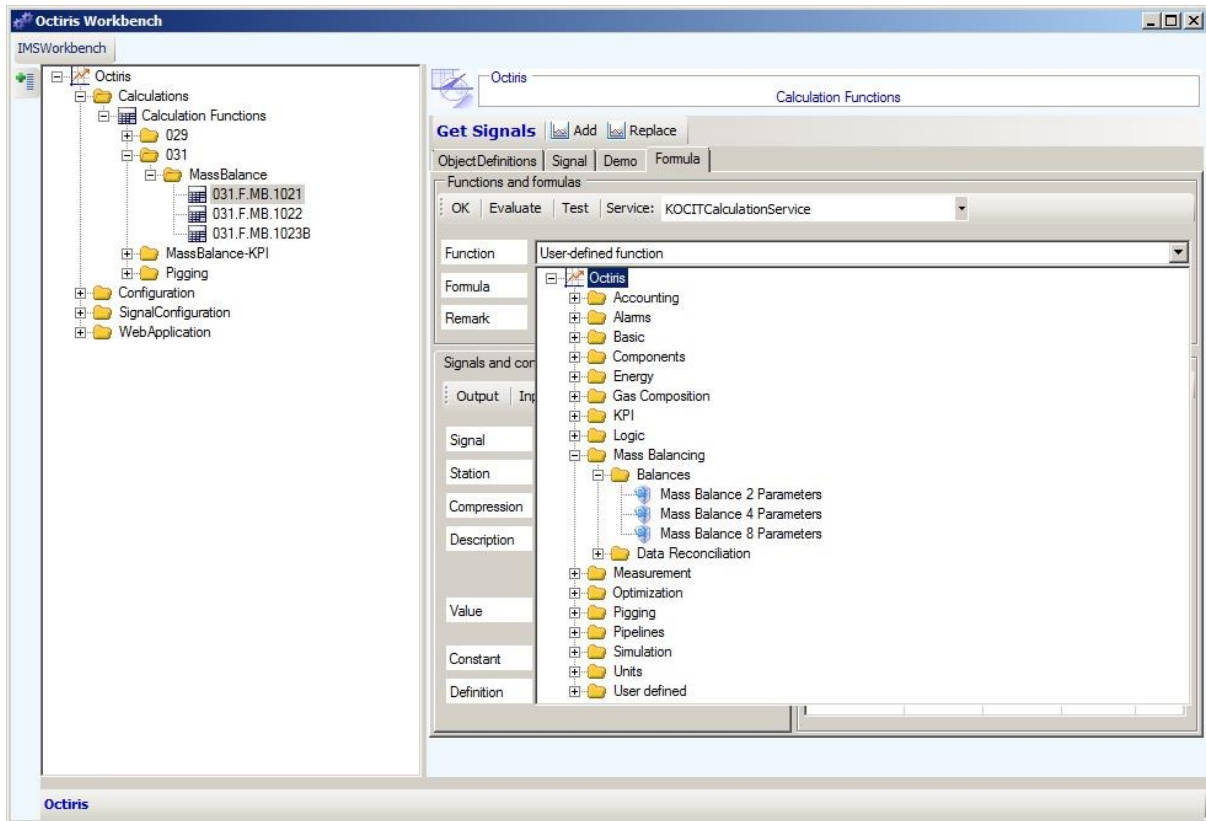 Octiris Workbench
IMSWorkbench
Octiris
Calculations
Calculation Functions
029
031
MassBalance
031.F.MB.1021
031.F.MB.1022
031.F.MB.1023B
MassBalance-KPI
Pigging
Configuration
SignalConfiguration
WebApplication
Octiris
Calculation Functions
Get Signals Add Replace
ObjectDefinitions Signal Demo Formula
Functions and formulas
OK Evaluate Test Service: KOCITCalculationService
Function User-defined function
Formula
Remark
Octiris
Accounting
Alarms
Basic
Components
Energy
Gas Composition
KPI
Logic
Mass Balancing
Balances
Mass Balance 2 Parameters
Mass Balance 4 Parameters
Mass Balance 8 Parameters
Data Reconciliation
Measurement
Optimization
Pigging
Pipelines
Simulation
Units
User defined
Signals and cor
Output Inp
Signal
Station
Compression
Description
Value
Constant
Definition
Octiris